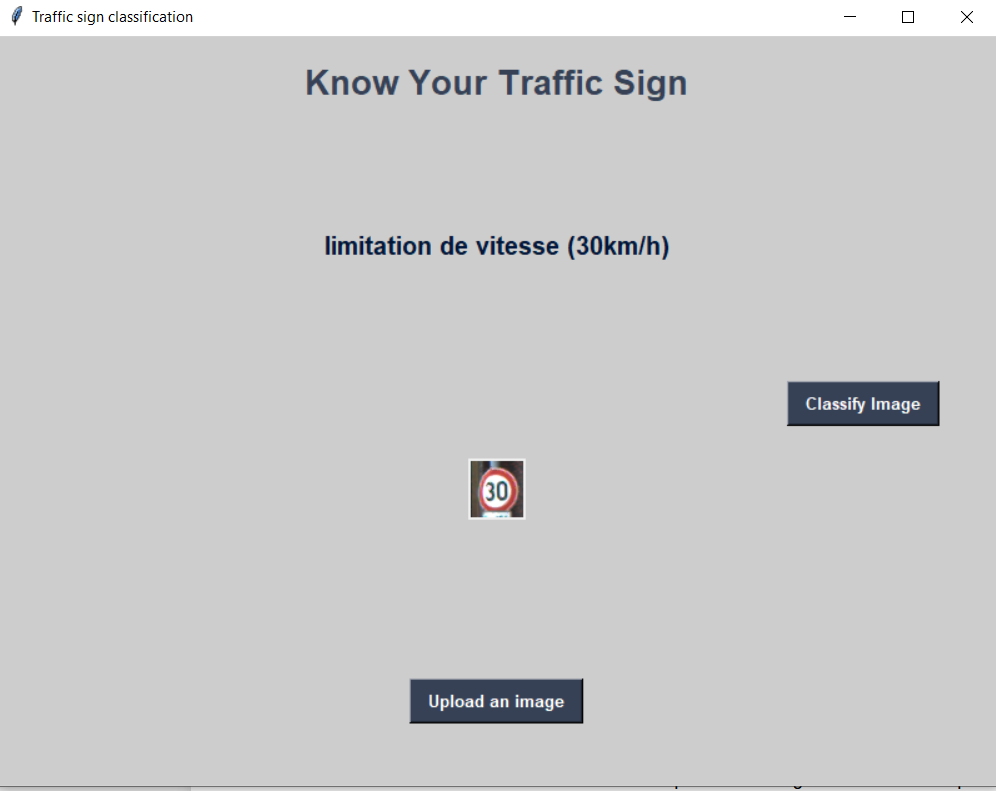 Traffic sign classification
Know Your Traffic Sign
limitation de vitesse (30km/h)
Classify Image
30
Upload an image